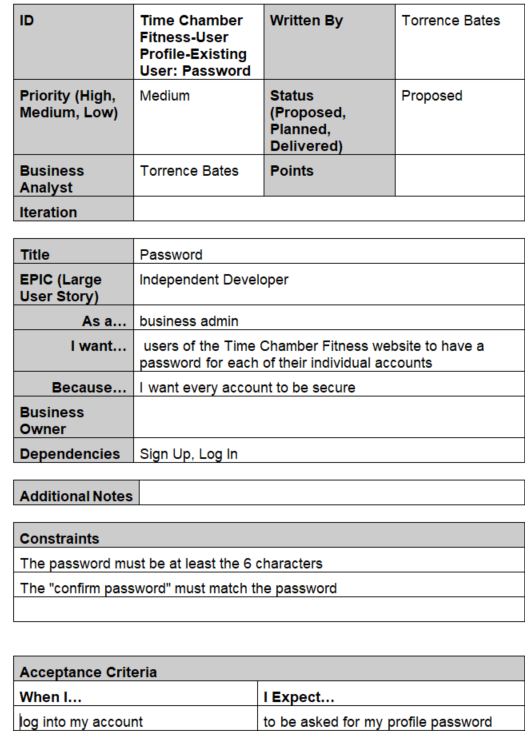 ID Time Chamber Written By Torrence Bates
Fitness-User
Profile-Existing
User: Password
Priority (High, Medium Status Proposed
Medium, Low) (Proposed,
Planned,
Delivered)
Business Torrence Bates Points
Analyst
Iteration
Title Password
EPIC (Large Independent Developer
User Story)
As a... business admin
I want... users of the Time Chamber Fitness website to have a
password for each of their individual accounts
Because... I want every account to be secure
Business
Owner
Dependencies Sign Up, Log In
Additional Notes
Constraints
The password must be at least the 6 characters
The "confirm password" must match the password
Acceptance Criteria
When I... I Expect...
log into my account to be asked for my profile password